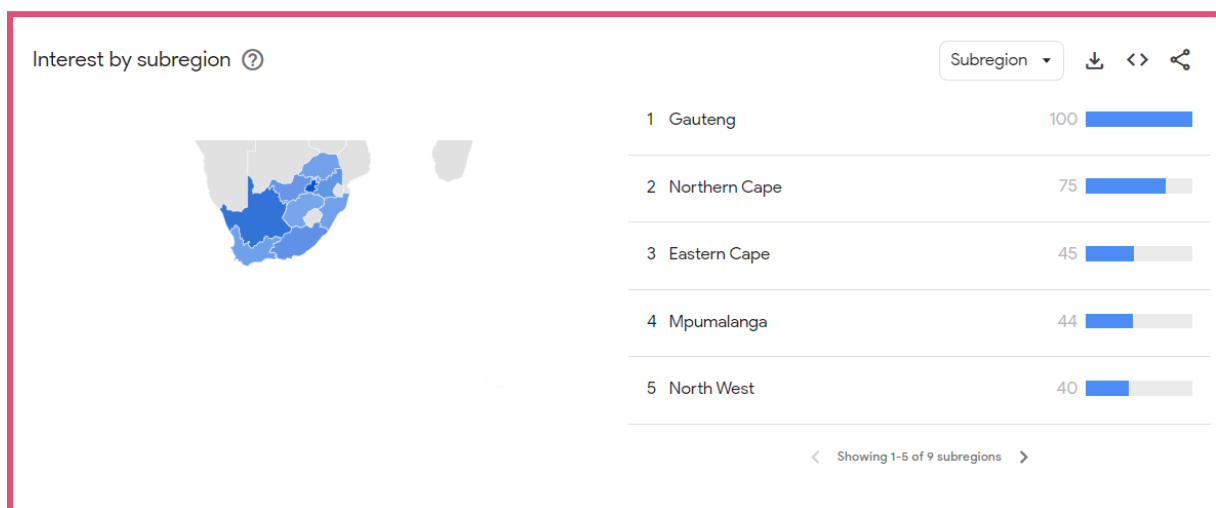 Interest by subregion
Subregion
1 Gauteng 100
2 Northern Cape 75
3 Eastern Cape 45
4 Mpumalanga 44
5 North West 40
Showing 1-5 of 9 subregions